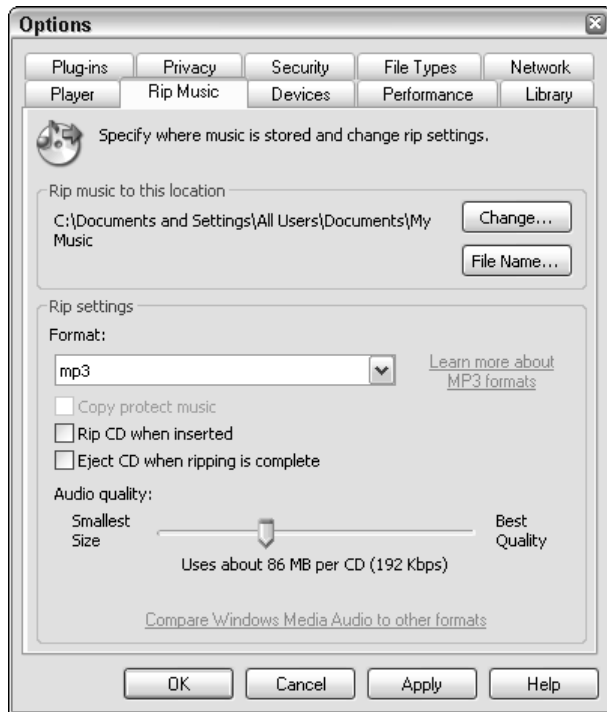 Options
Plug-ins Privacy Security File Types Network
Player Rip Music Devices Performance Library
Specify where music is stored and change rip settings.
Rip music to this location
C:\Documents and Settings\All Users\Documents\My
Music
Change...
File Name...
Rip settings
Format:
mp3
Learn more about
MP3 formats
Copy protect music
Rip CD when inserted
Eject CD when ripping is complete
Audio quality:
Smallest
Size
Best
Quality
Uses about 86 MB per CD (192 Kbps)
Compare Windows Media Audio to other formats
OK Cancel Apply Help